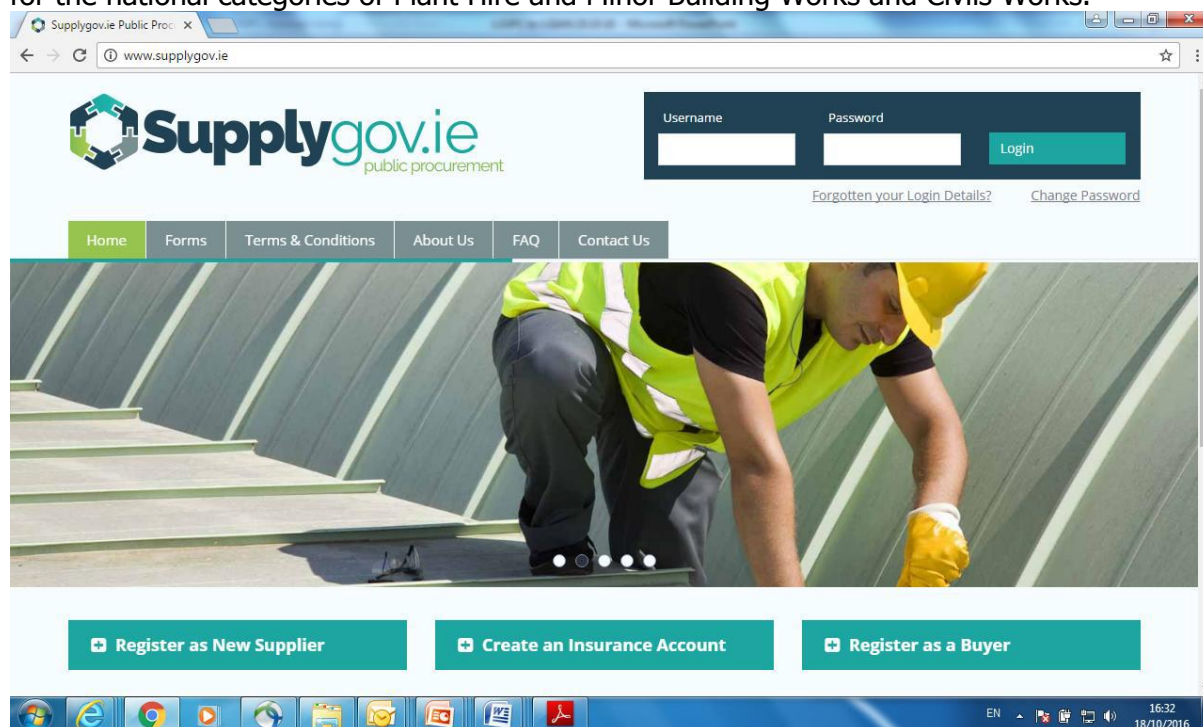 for the national categories of Plant Hire and Minor Building Works and Civils Works.
Supplygov.ie Public Proc
www.supplygov.ie
Supplygov.ie
public procurement
Username Password
Login
Forgotten your Login Details? Change Password
Home Forms Terms & Conditions About Us FAQ Contact Us
Register as New Supplier Create an Insurance Account Register as a Buyer
EN 16:32
18/10/2016